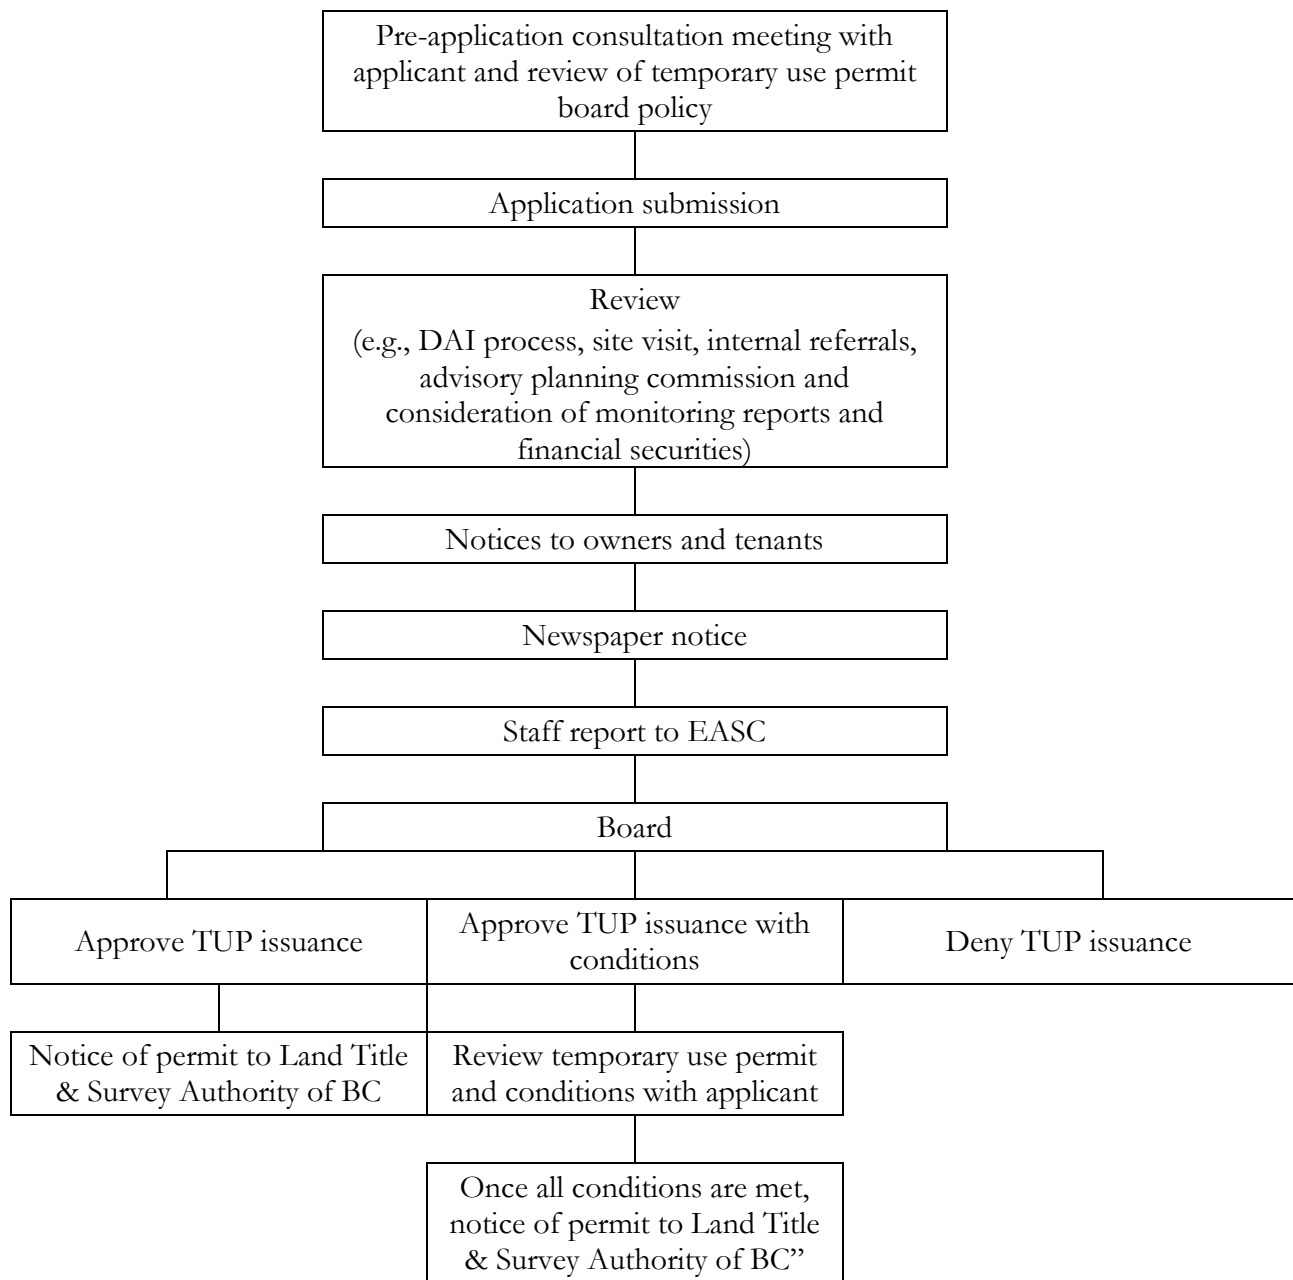 Pre-application consultation meeting with
applicant and review of temporary use permit
board policy
Application submission
Review
(e.g., DAI process, site visit, internal referrals,
advisory planning commission and
consideration of monitoring reports and
financial securities)
Notices to owners and tenants
Newspaper notice
Staff report to EASC
Board
Approve TUP issuance
Approve TUP issuance with
conditions
Deny TUP issuance
Notice of permit to Land Title
& Survey Authority of BC
Review temporary use permit
and conditions with applicant
Once all conditions are met,
notice of permit to Land Title
& Survey Authority of BC”